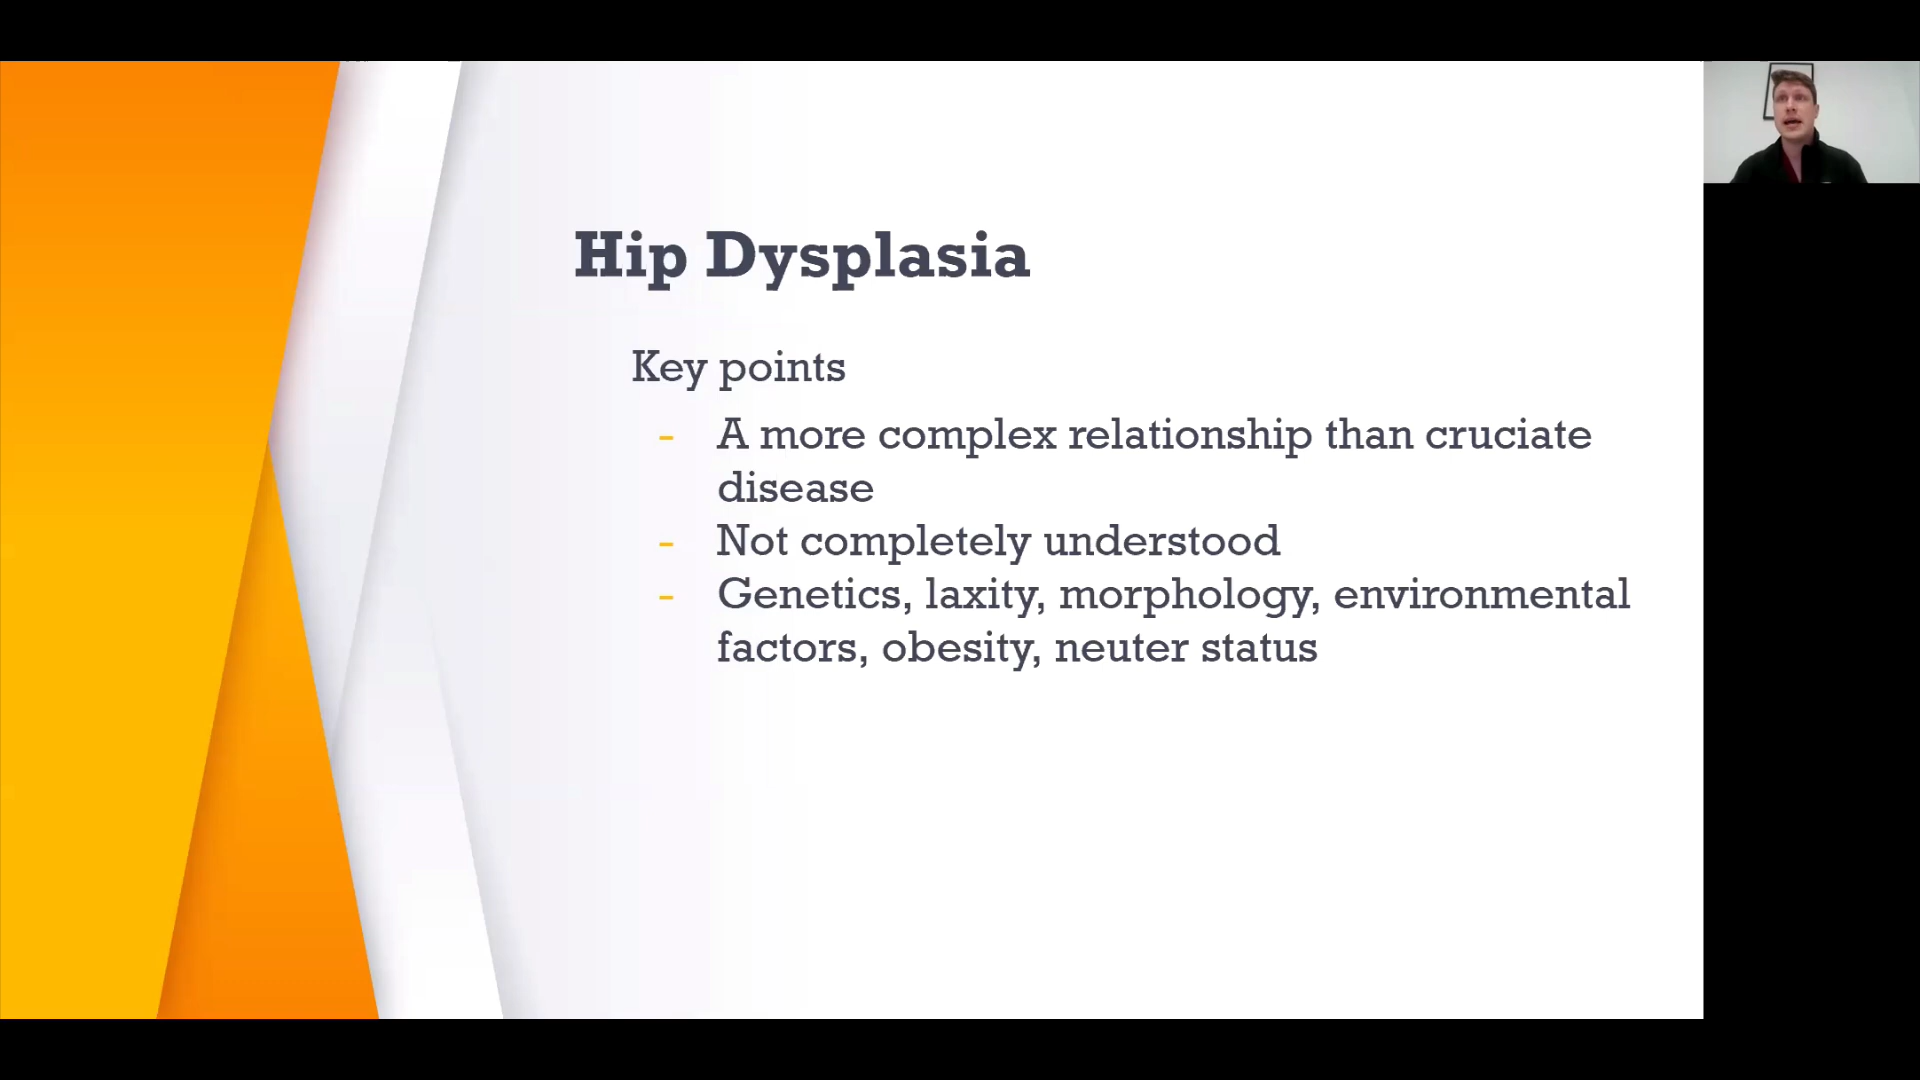 Hip Dysplasia
Key points
- A more complex relationship than cruciate
disease
- Not completely understood
- Genetics, laxity, morphology, environmental
factors, obesity, neuter status